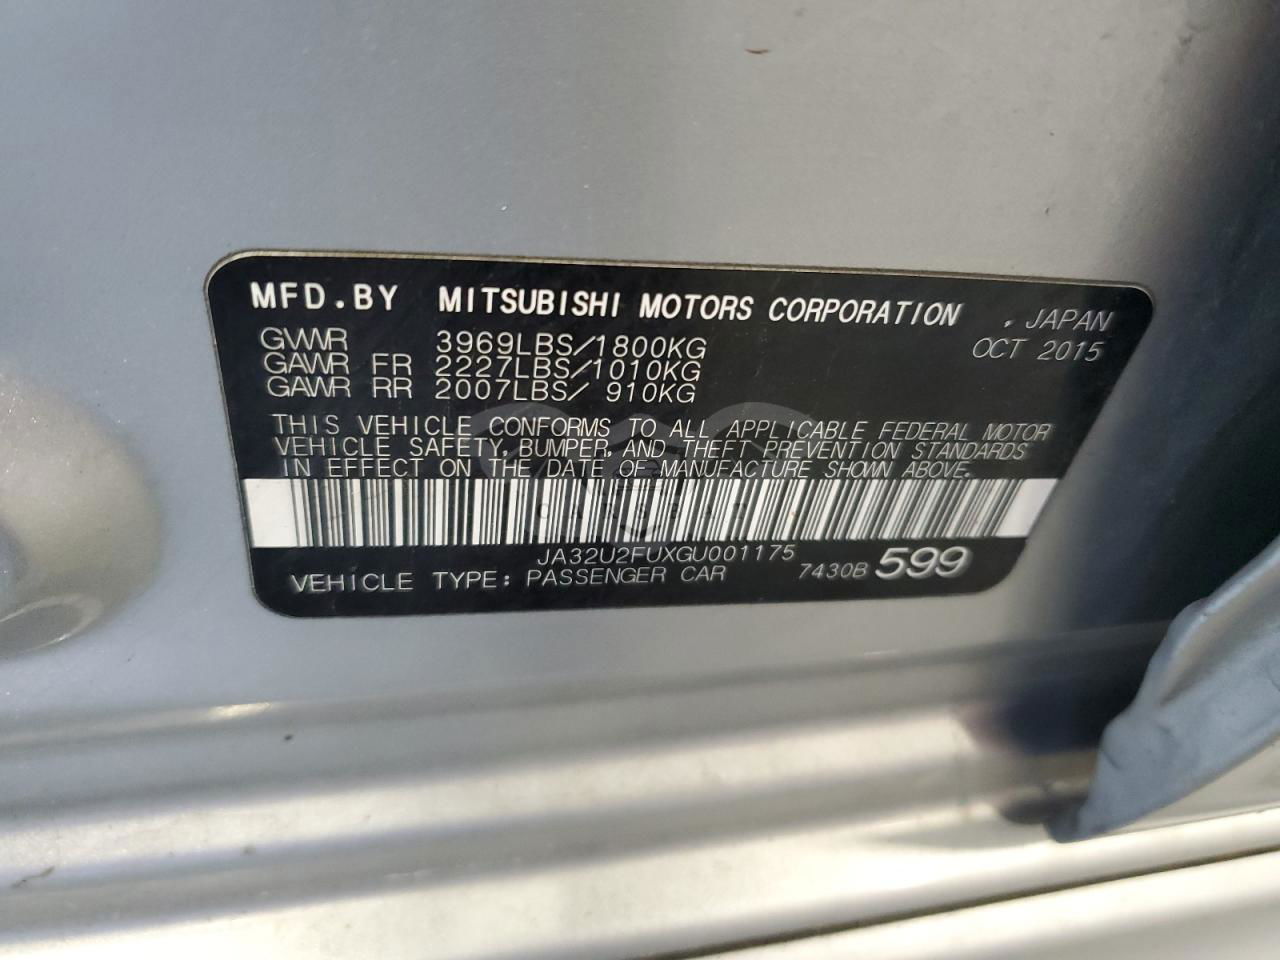 MFD.BY MITSUBISHI MOTORS CORPORATION , JAPAN
GVWR 3969LBS/1800KG OCT 2015
GAWR FR 2227LBS/1010KG
GAWR RR 2007LBS/ 910KG
THIS VEHICLE CONFORMS TO ALL APPLICABLE FEDERAL MOTOR
VEHICLE SAFETY, BUMPER, AND THEFT PREVENTION STANDARDS
IN EFFECT ON THE DATE OF MANUFACTURE SHOWN ABOVE.
JA32U2FUXGU001175
VEHICLE TYPE: PASSENGER CAR 7430B 599